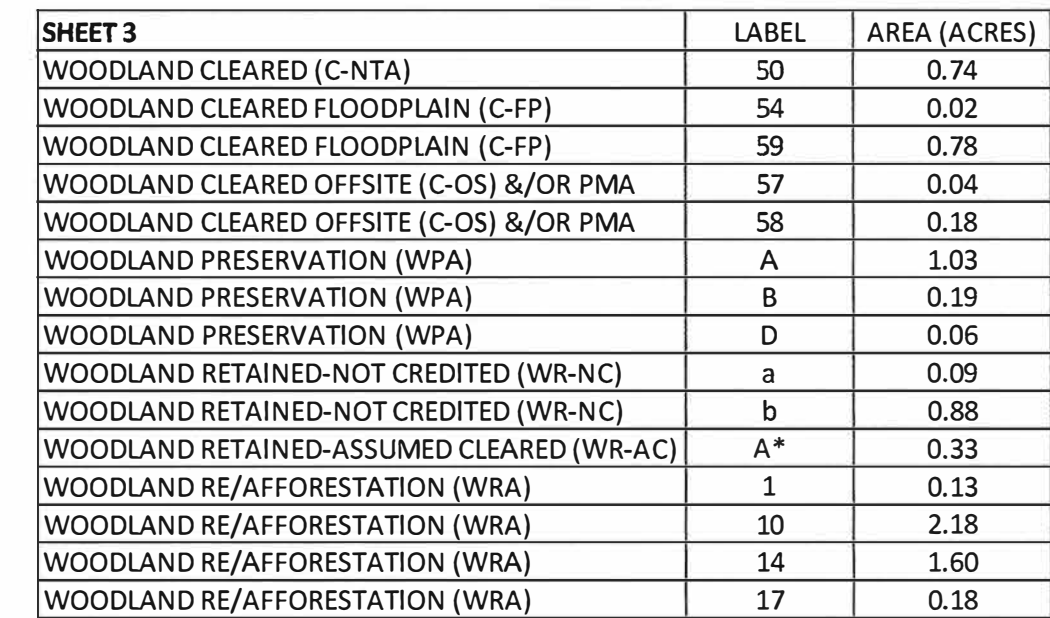 SHEET 3 LABEL AREA (ACRES)
WOODLAND CLEARED (C-NTA) 50 0.74
WOODLAND CLEARED FLOODPLAIN (C-FP) 54 0.02
WOODLAND CLEARED FLOODPLAIN (C-FP) 59 0.78
WOODLAND CLEARED OFFSITE (C-OS) &/OR PMA 57 0.04
WOODLAND CLEARED OFFSITE (C-OS) &/OR PMA 58 0.18
WOODLAND PRESERVATION (WPA) A 1.03
WOODLAND PRESERVATION (WPA) B 0.19
WOODLAND PRESERVATION (WPA) D 0.06
WOODLAND RETAINED-NOT CREDITED (WR-NC) a 0.09
WOODLAND RETAINED-NOT CREDITED (WR-NC) b 0.88
WOODLAND RETAINED-ASSUMED CLEARED (WR-AC) A* 0.33
WOODLAND RE/AFFORESTATION (WRA) 1 0.13
WOODLAND RE/AFFORESTATION (WRA) 10 2.18
WOODLAND RE/AFFORESTATION (WRA) 14 1.60
WOODLAND RE/AFFORESTATION (WRA) 17 0.18